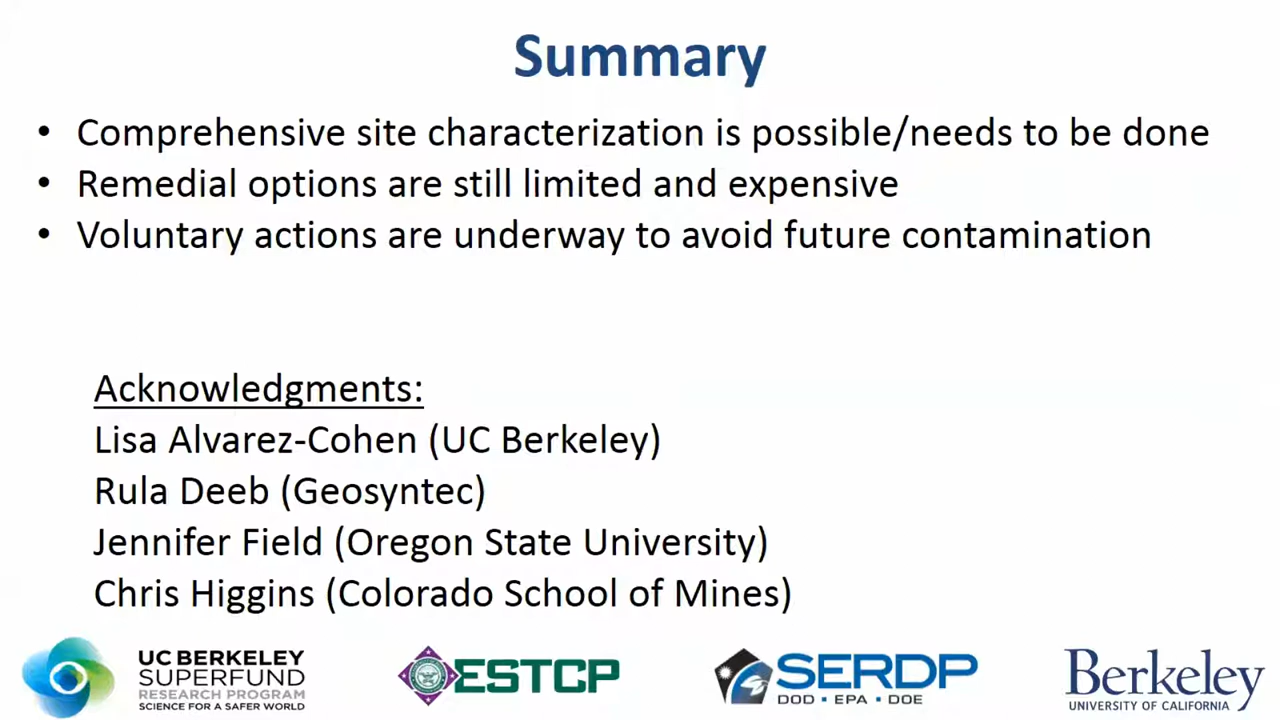 Summary
• Comprehensive site characterization is possible/needs to be done
• Remedial options are still limited and expensive
• Voluntary actions are underway to avoid future contamination
Acknowledgments:
Lisa Alvarez-Cohen (UC Berkeley)
Rula Deeb (Geosyntec)
Jennifer Field (Oregon State University)
Chris Higgins (Colorado School of Mines)
UC BERKELEY
SUPERFUND
RESEARCH PROGRAM
SCIENCE FOR A SAFER WORLD
ESTCP
SERDP
DOD • EPA • DOE
Berkeley
UNIVERSITY OF CALIFORNIA